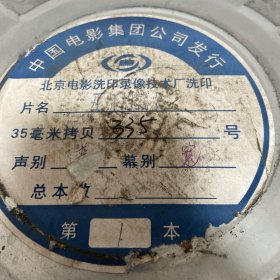 中国电影集团公司发行
北京电影洗印录像技术厂洗印
片名
35毫米拷贝 335 号
声别 幕别 宽
总本
第 1 本